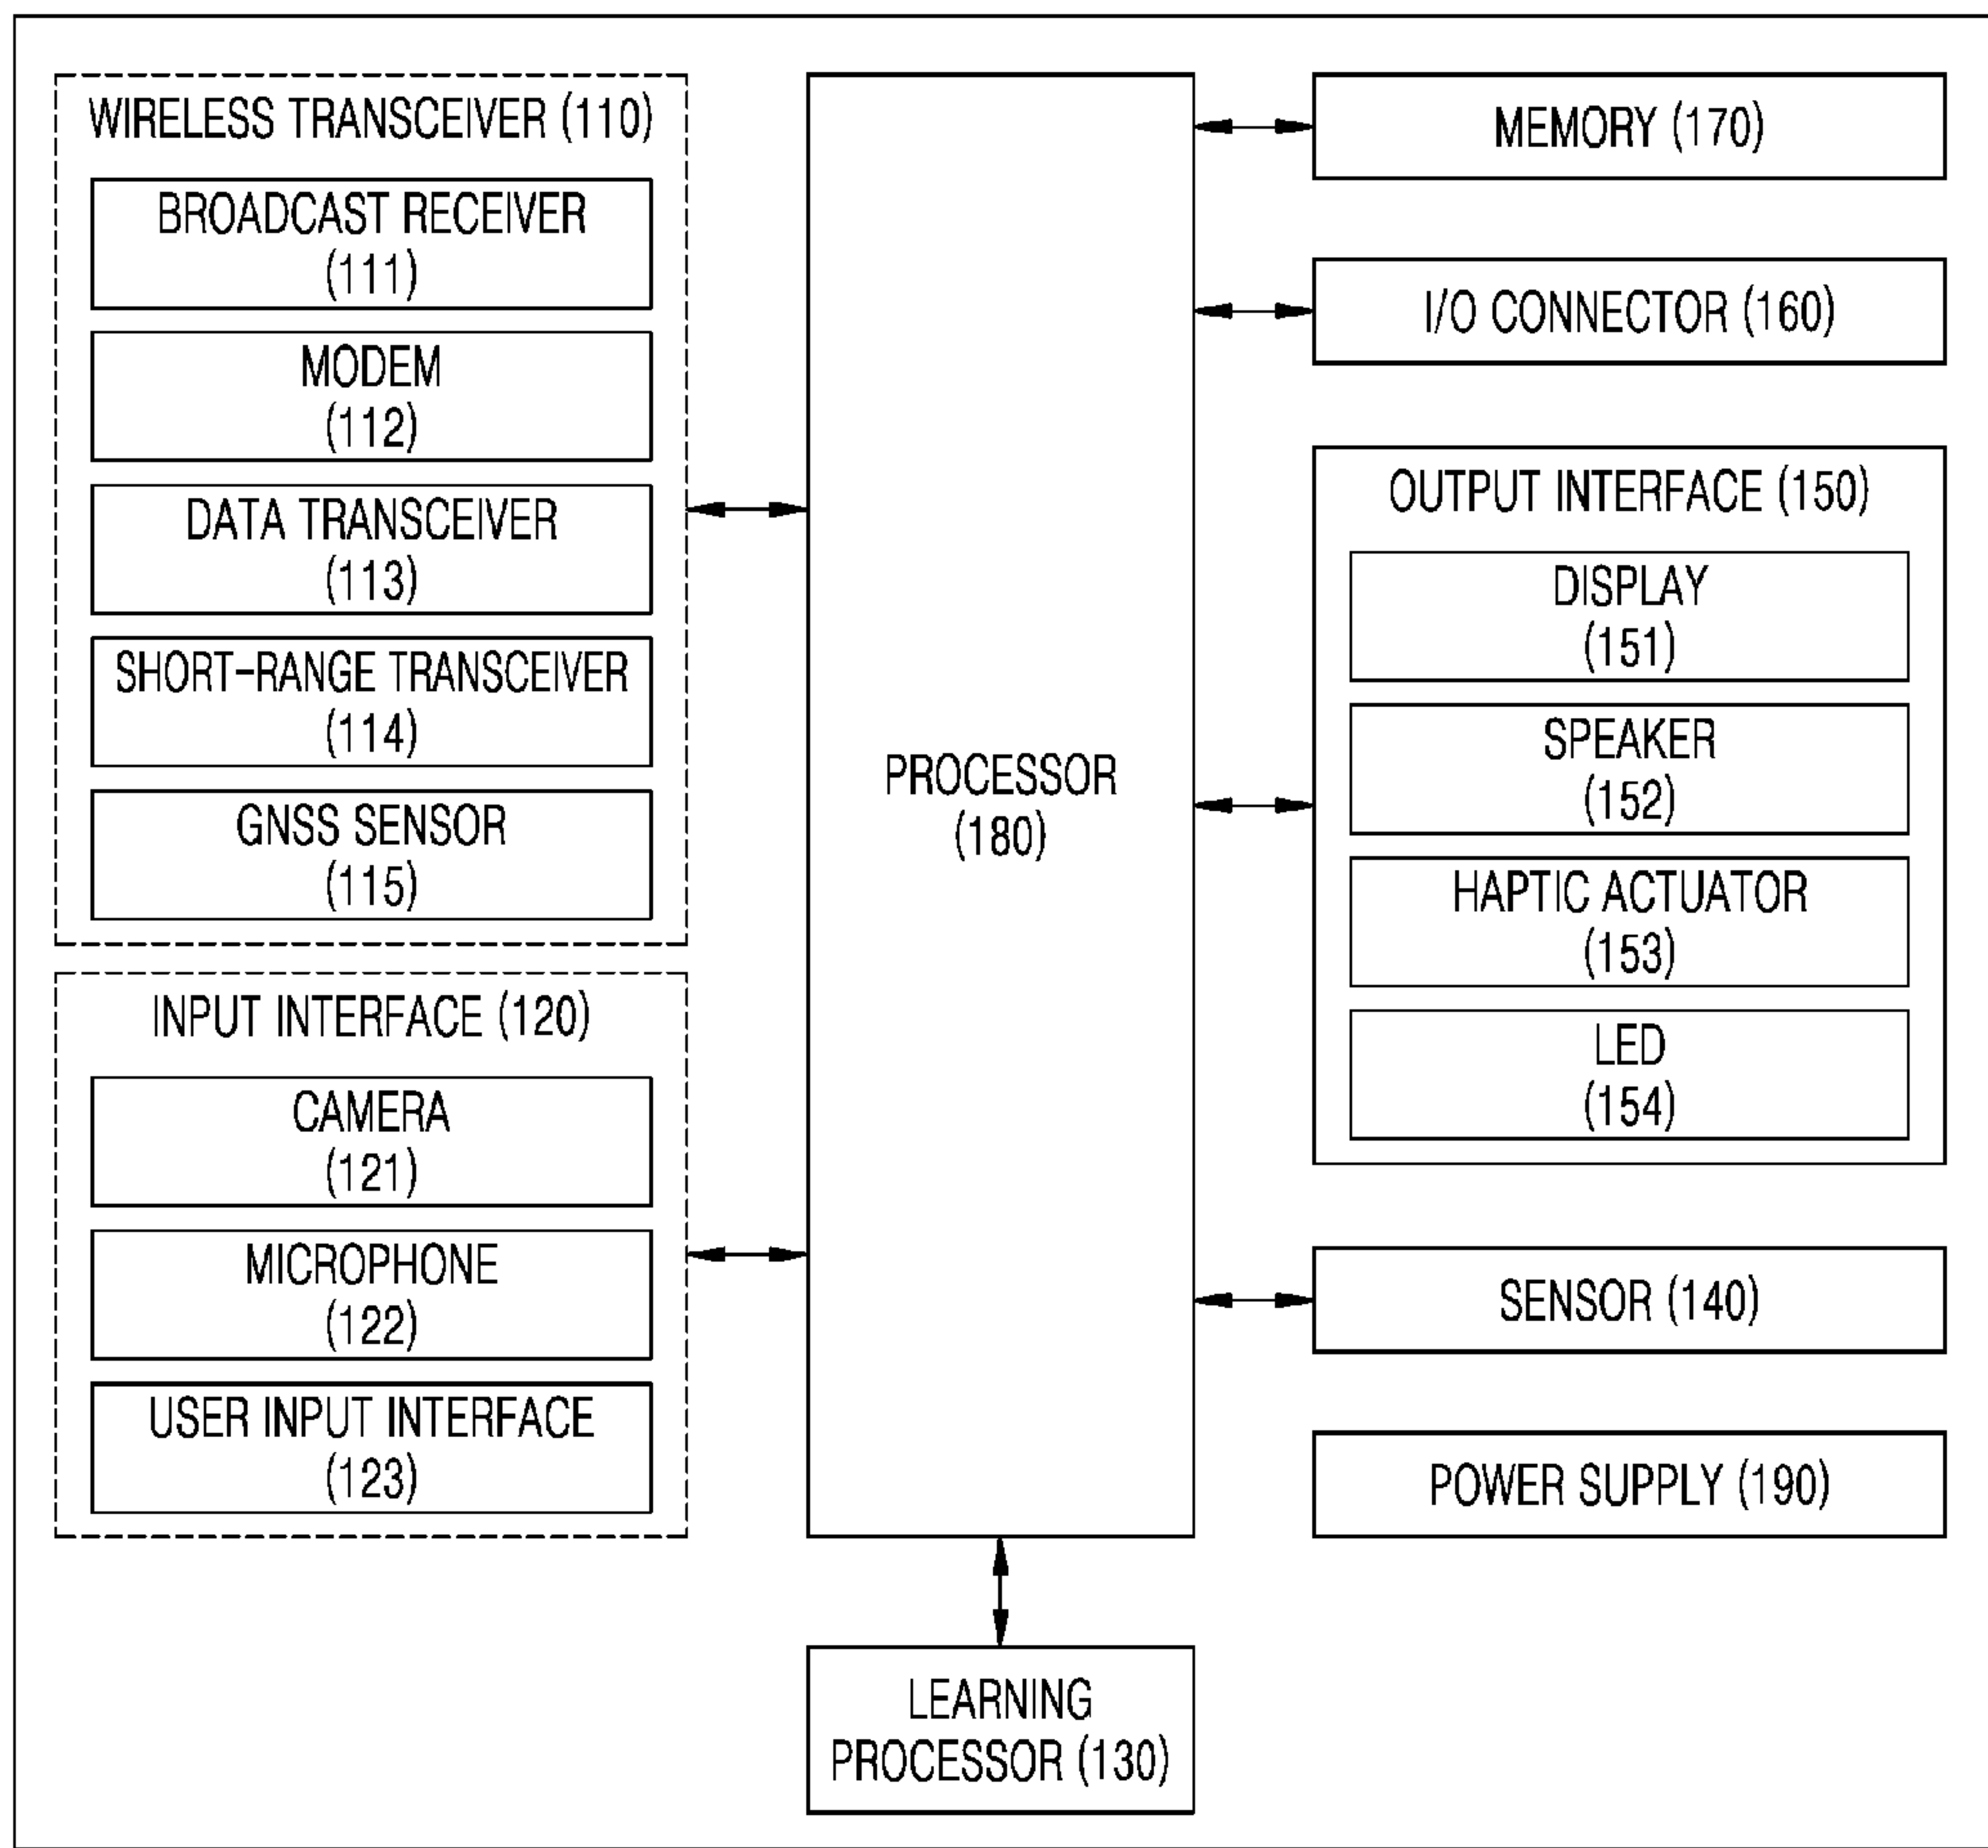 WIRELESS TRANSCEIVER (110)
BROADCAST RECEIVER
(111)
MODEM
(112)
DATA TRANSCEIVER
(113)
SHORT-RANGE TRANSCEIVER
(114)
GNSS SENSOR
(115)
INPUT INTERFACE (120)
CAMERA
(121)
MICROPHONE
(122)
USER INPUT INTERFACE
(123)
PROCESSOR
(180)
LEARNING
PROCESSOR (130)
MEMORY (170)
I/O CONNECTOR (160)
OUTPUT INTERFACE (150)
DISPLAY
(151)
SPEAKER
(152)
HAPTIC ACTUATOR
(153)
LED
(154)
SENSOR (140)
POWER SUPPLY (190)